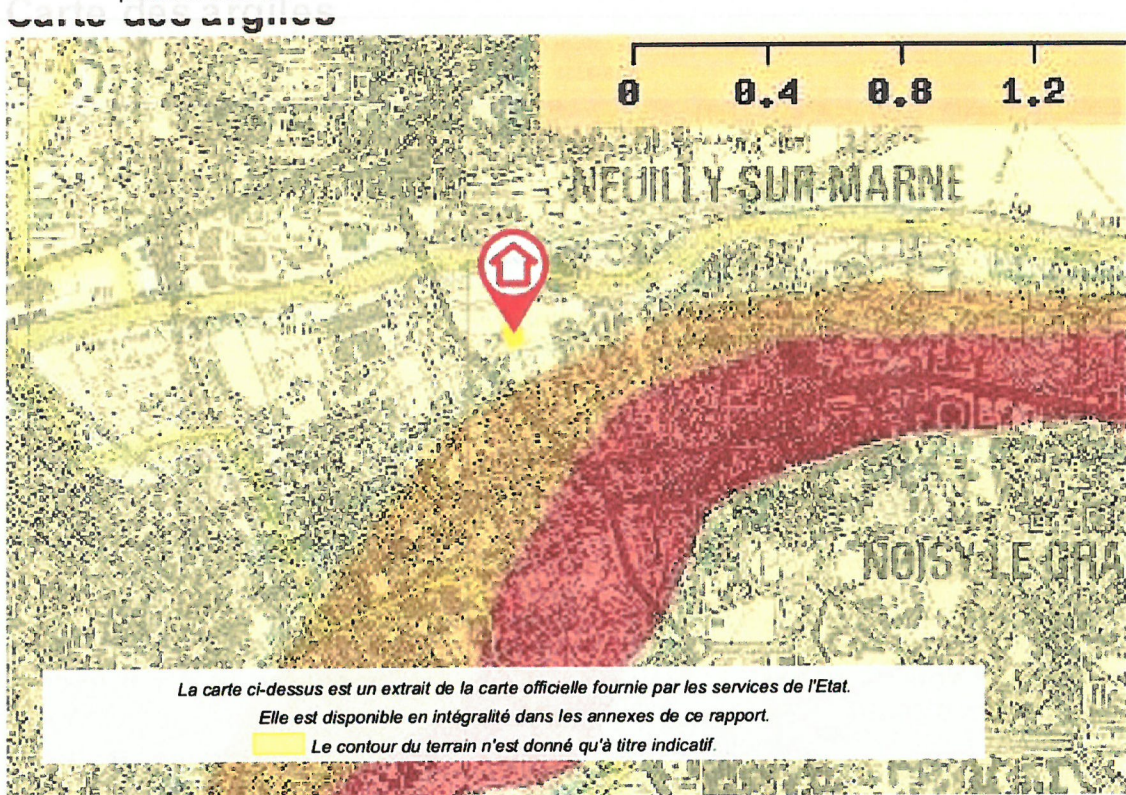 Carte des argiles
0 0.4 0.8 1.2
NEUILLY-SUR-MARNE
NOISY-LE-GRA
La carte ci-dessus est un extrait de la carte officielle fournie par les services de l'Etat.
Elle est disponible en intégralité dans les annexes de ce rapport.
Le contour du terrain n'est donné qu'à titre indicatif.